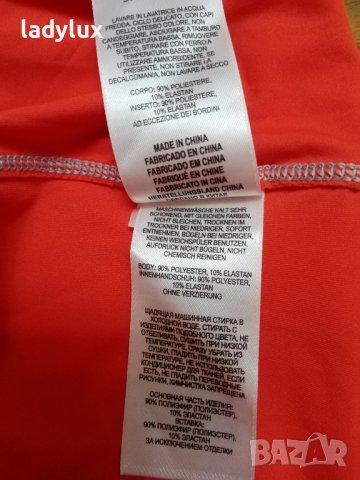 ladylux
LAVARE IN LAVATRICE IN ACQUA
FREDDA, CICLO DELICATO, CON CAPI
DELLO STESSO COLORE, NON
CANDEGGIARE, ASCIUGARE A TAMBURO
A TEMPERATURA BASSA, RIMUOVERE
SUBITO, STIRARE CON FERRO
A TEMPERATURA BASSA, NON
UTILIZZARE AMMORBIDENTE, NON
STIRARE LA
DECALCOMANIA, NON LAVARE A SECCO
CORPO: 90% POLIESTERE,
10% ELASTAN
INSERTO: 90% POLIESTERE,
10% ELASTAN
AD ECCEZIONE DEI BORDINI
MADE IN CHINA
FABRICADO EN CHINA
FABRICADO EM CHINA
FABRIQUÉ EN CHINE
FABBRICATO IN CINA
HERSTELLUNGSLAND CHINA
MASCHINENWÄSCHE KALT SEHR
SCHONEND, MIT GLEICHEN FARBEN,
NICHT BLEICHEN, TROCKNEN IM
TROCKNER BEI NIEDRIGER, SOFORT
ENTNEHMEN, BÜGELN BEI NIEDRIGER,
KEINEN WEICHSPÜLER BENUTZEN,
AUFDRUCK NICHT BÜGELN, NICHT
CHEMISCH REINIGEN
BODY: 90% POLYESTER, 10% ELASTAN
INNENHANDSCHUH: 90% POLYESTER,
10% ELASTAN
OHNE VERZIERUNG
ЩАДЯЩАЯ МАШИННАЯ СТИРКА В
ХОЛОДНОЙ ВОДЕ, СТИРАТЬ С
ИЗДЕЛИЯМИ ПОДОБНОГО ЦВЕТА, НЕ
ОТБЕЛИВАТЬ, СУШИТЬ ПРИ НИЗКОЙ
ТЕМПЕРАТУРЕ, СРАЗУ УБРАТЬ ИЗ
СУШКИ, ГЛАДИТЬ ПРИ НИЗКОЙ
ТЕМПЕРАТУРЕ, НЕ ИСПОЛЬЗОВАТЬ
КОНДИЦИОНЕР ДЛЯ ТКАНЕЙ, ЕСЛИ
ИМЕЮТСЯ, НЕ ГЛАДИТЬ ПЕРЕВОДНЫЕ
РИСУНКИ, ХИМЧИСТКА ЗАПРЕЩЕНА
ОСНОВНАЯ ЧАСТЬ ИЗДЕЛИЯ:
90% ПОЛИЭФИР (ПОЛИЭСТЕР),
10% ЭЛАСТАН
ВСТАВКА:
90% ПОЛИЭФИР (ПОЛИЭСТЕР),
10% ЭЛАСТАН
ЗА ИСКЛЮЧЕНИЕМ ОТДЕЛКИ
BAZAR